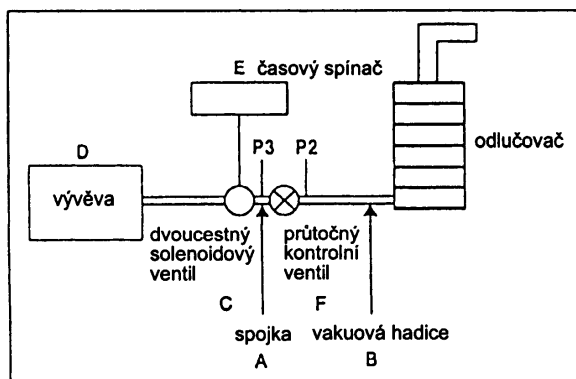 E časový spínač
P3 P2
odlučovač
D
vývěva
dvoucestný
solenoidový
ventil
průtočný
kontrolní
ventil
C F
spojka vakuová hadice
A B